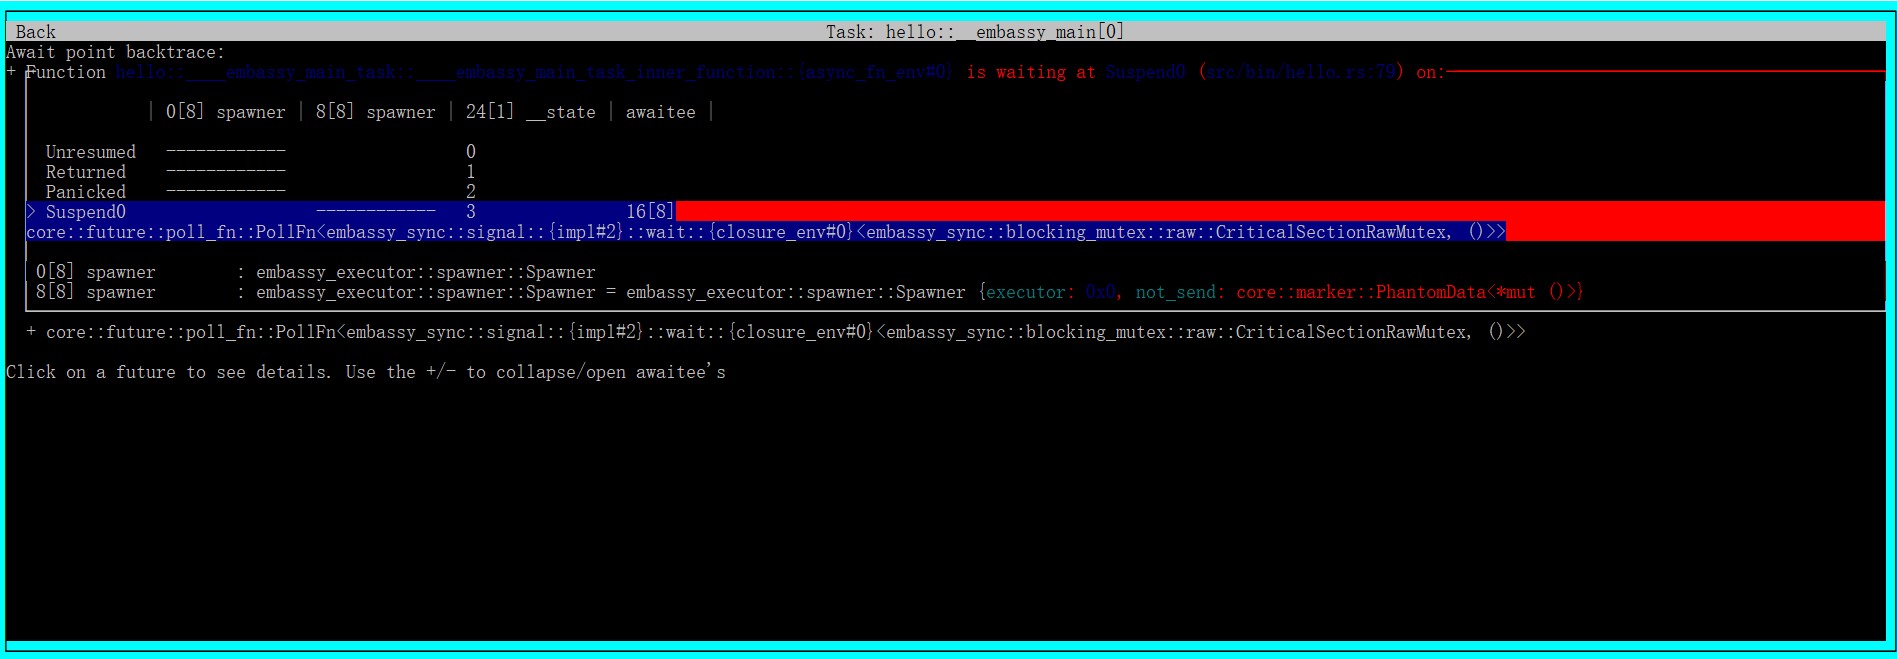 Back Task: hello::__embassy_main[0]
Await point backtrace:
+ Function hello::____embassy_main_task::____embassy_main_task_inner_function::{async_fn_env#0} is waiting at Suspend0 (src/bin/hello.rs:79) on:
| 0[8] spawner | 8[8] spawner | 24[1] __state | awaitee |
Unresumed ------------ 0
Returned ------------ 1
Panicked ------------ 2
> Suspend0 ------------ 3 16[8]
core::future::poll_fn::PollFn<embassy_sync::signal::{impl#2}::wait::{closure_env#0}<embassy_sync::blocking_mutex::raw::CriticalSectionRawMutex, ()>>
0[8] spawner : embassy_executor::spawner::Spawner
8[8] spawner : embassy_executor::spawner::Spawner = embassy_executor::spawner::Spawner {executor: 0x0, not_send: core::marker::PhantomData<*mut ()>}
+ core::future::poll_fn::PollFn<embassy_sync::signal::{impl#2}::wait::{closure_env#0}<embassy_sync::blocking_mutex::raw::CriticalSectionRawMutex, ()>>
Click on a future to see details. Use the +/- to collapse/open awaitee's